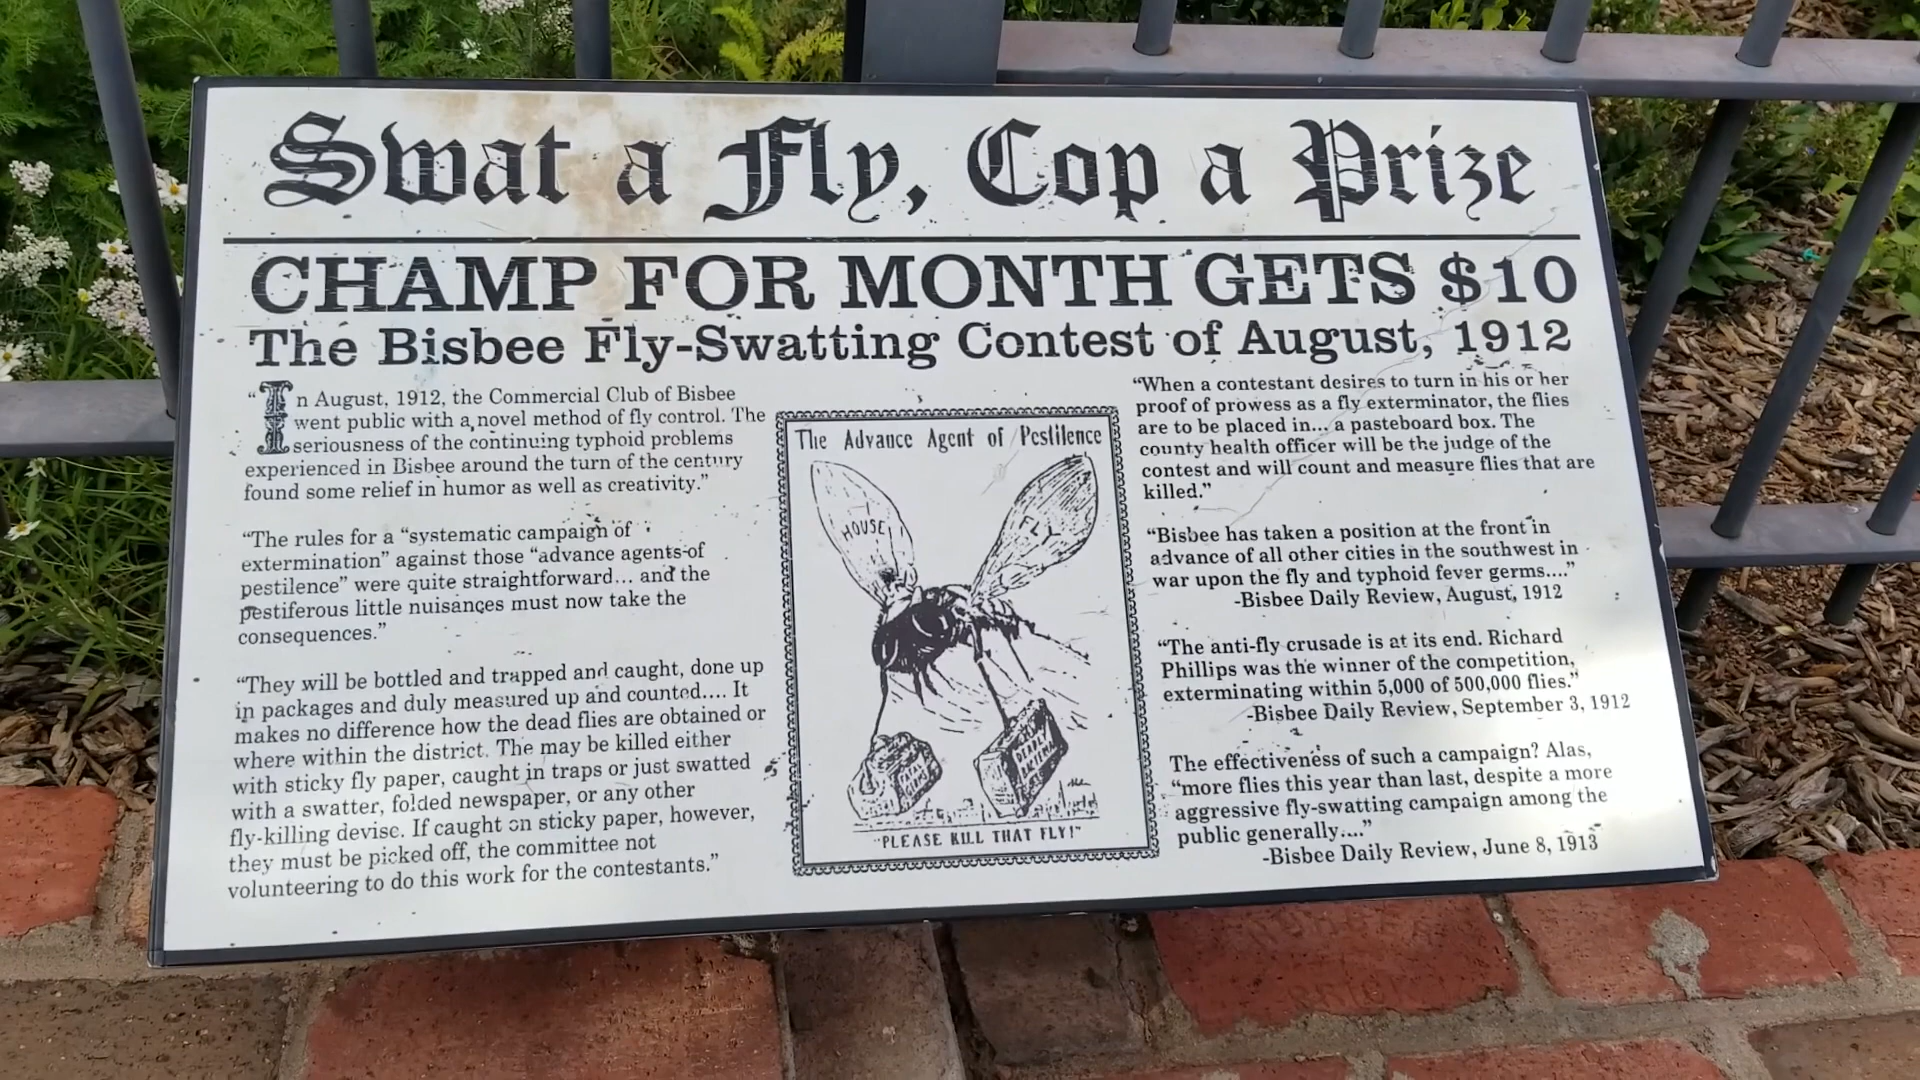 Swat a Fly, Cop a Prize
CHAMP FOR MONTH GETS $10
The Bisbee Fly-Swatting Contest of August, 1912
“In August, 1912, the Commercial Club of Bisbee
went public with a novel method of fly control. The
seriousness of the continuing typhoid problems
experienced in Bisbee around the turn of the century
found some relief in humor as well as creativity.”
“The rules for a “systematic campaign of
extermination” against those “advance agents of
pestilence” were quite straightforward... and the
pestiferous little nuisances must now take the
consequences.”
“They will be bottled and trapped and caught, done up
in packages and duly measured up and counted.... It
makes no difference how the dead flies are obtained or
where within the district. The may be killed either
with sticky fly paper, caught in traps or just swatted
with a swatter, folded newspaper, or any other
fly-killing devise. If caught on sticky paper, however,
they must be picked off, the committee not
volunteering to do this work for the contestants.”
The Advance Agent of Pestilence
HOUSE
FLY
DEADLY
“PLEASE KILL THAT FLY!”
“When a contestant desires to turn in his or her
proof of prowess as a fly exterminator, the flies
are to be placed in... a pasteboard box. The
county health officer will be the judge of the
contest and will count and measure flies that are
killed.”
“Bisbee has taken a position at the front in
advance of all other cities in the southwest in
war upon the fly and typhoid fever germs....”
-Bisbee Daily Review, August, 1912
“The anti-fly crusade is at its end. Richard
Phillips was the winner of the competition,
exterminating within 5,000 of 500,000 flies.”
-Bisbee Daily Review, September 3, 1912
The effectiveness of such a campaign? Alas,
“more flies this year than last, despite a more
aggressive fly-swatting campaign among the
public generally....”
-Bisbee Daily Review, June 8, 1913